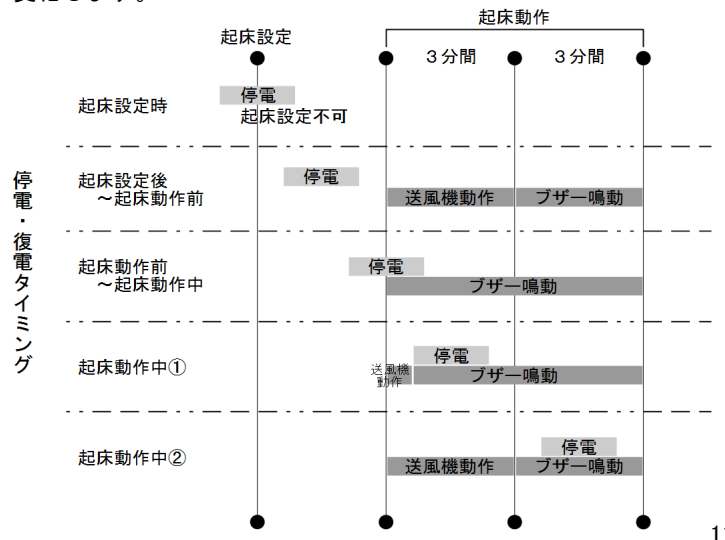 起床動作
起床設定
3分間
3分間
停電・復電タイミング
起床設定時
停電
起床設定不可
起床設定後
～起床動作前
停電
送風機動作
ブザー鳴動
起床動作前
～起床動作中
停電
ブザー鳴動
起床動作中①
停電
送風機
動作
ブザー鳴動
起床動作中②
停電
送風機動作
ブザー鳴動